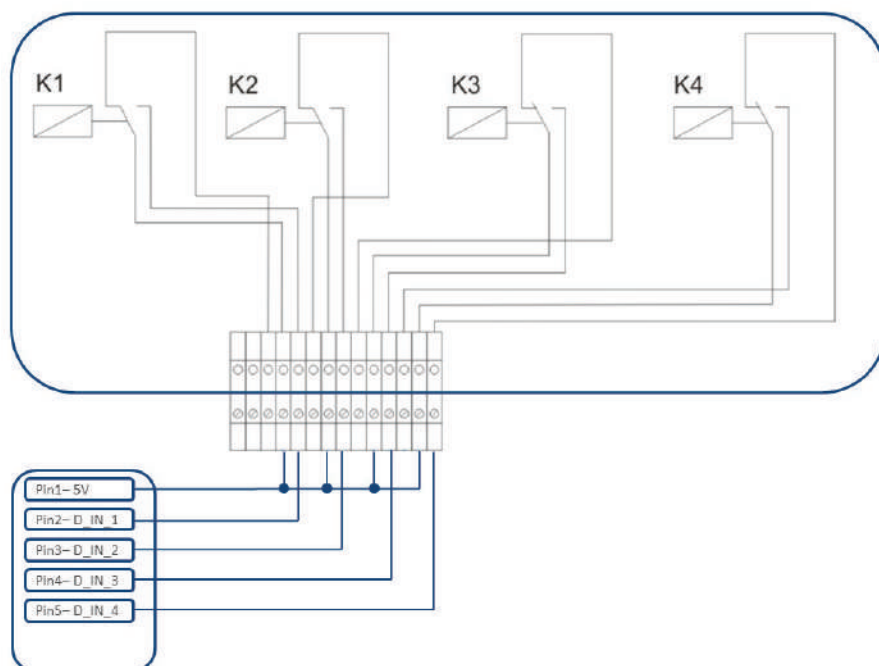 K1
K2
K3
K4
Pin1– 5V
Pin2– D_IN_1
Pin3– D_IN_2
Pin4– D_IN_3
Pin5– D_IN_4